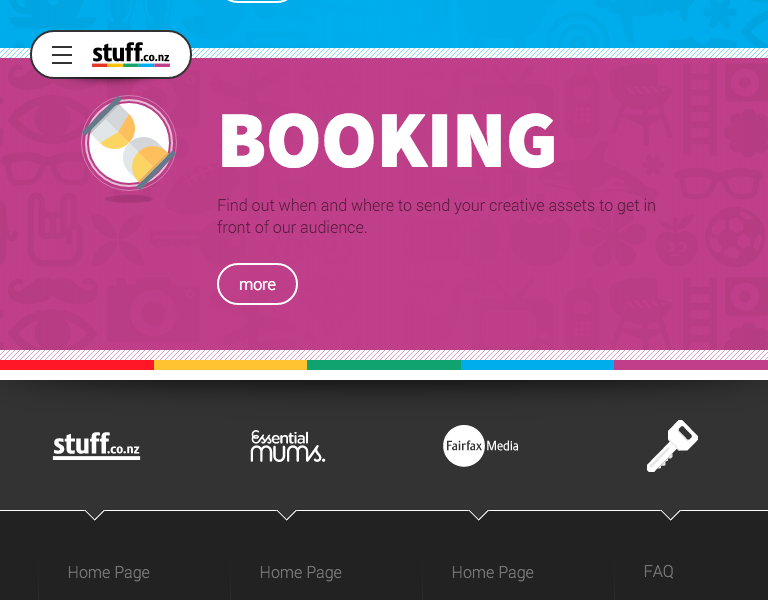 stuff.co.nz
BOOKING
Find out when and where to send your creative assets to get in
front of our audience.
more
stuff.co.nz
Essential
mums.
Fairfax Media
Home Page
Home Page
Home Page
FAQ